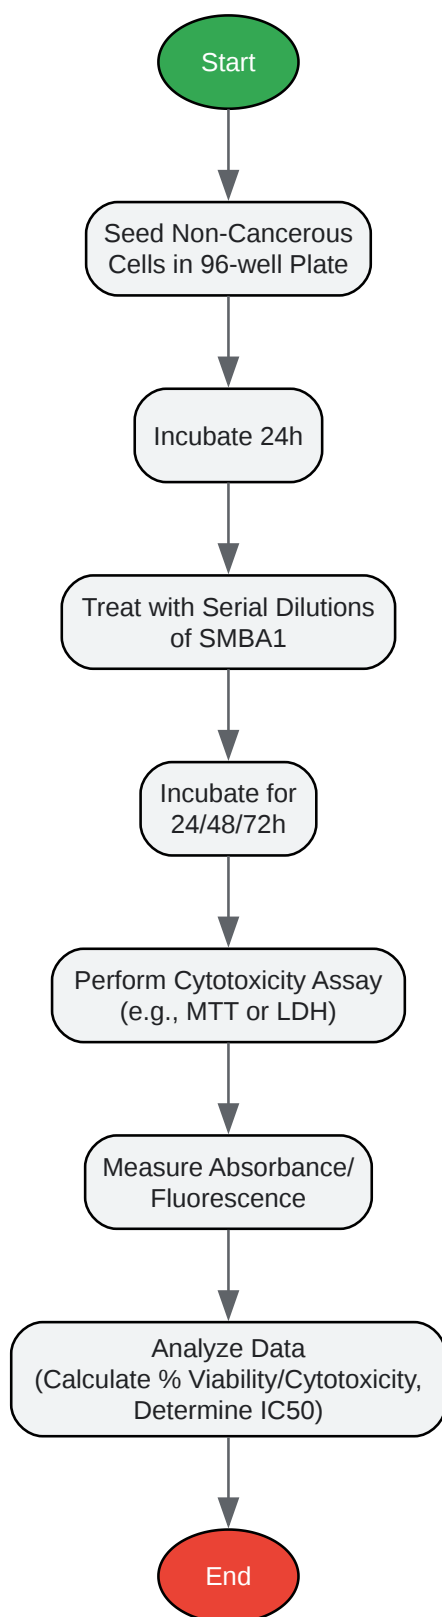 Start
Seed Non-Cancerous
Cells in 96-well Plate
Incubate 24h
Treat with Serial Dilutions
of SMBA1
Incubate for
24/48/72h
Perform Cytotoxicity Assay
(e.g., MTT or LDH)
Measure Absorbance/
Fluorescence
Analyze Data
(Calculate % Viability/Cytotoxicity,
Determine IC50)
End